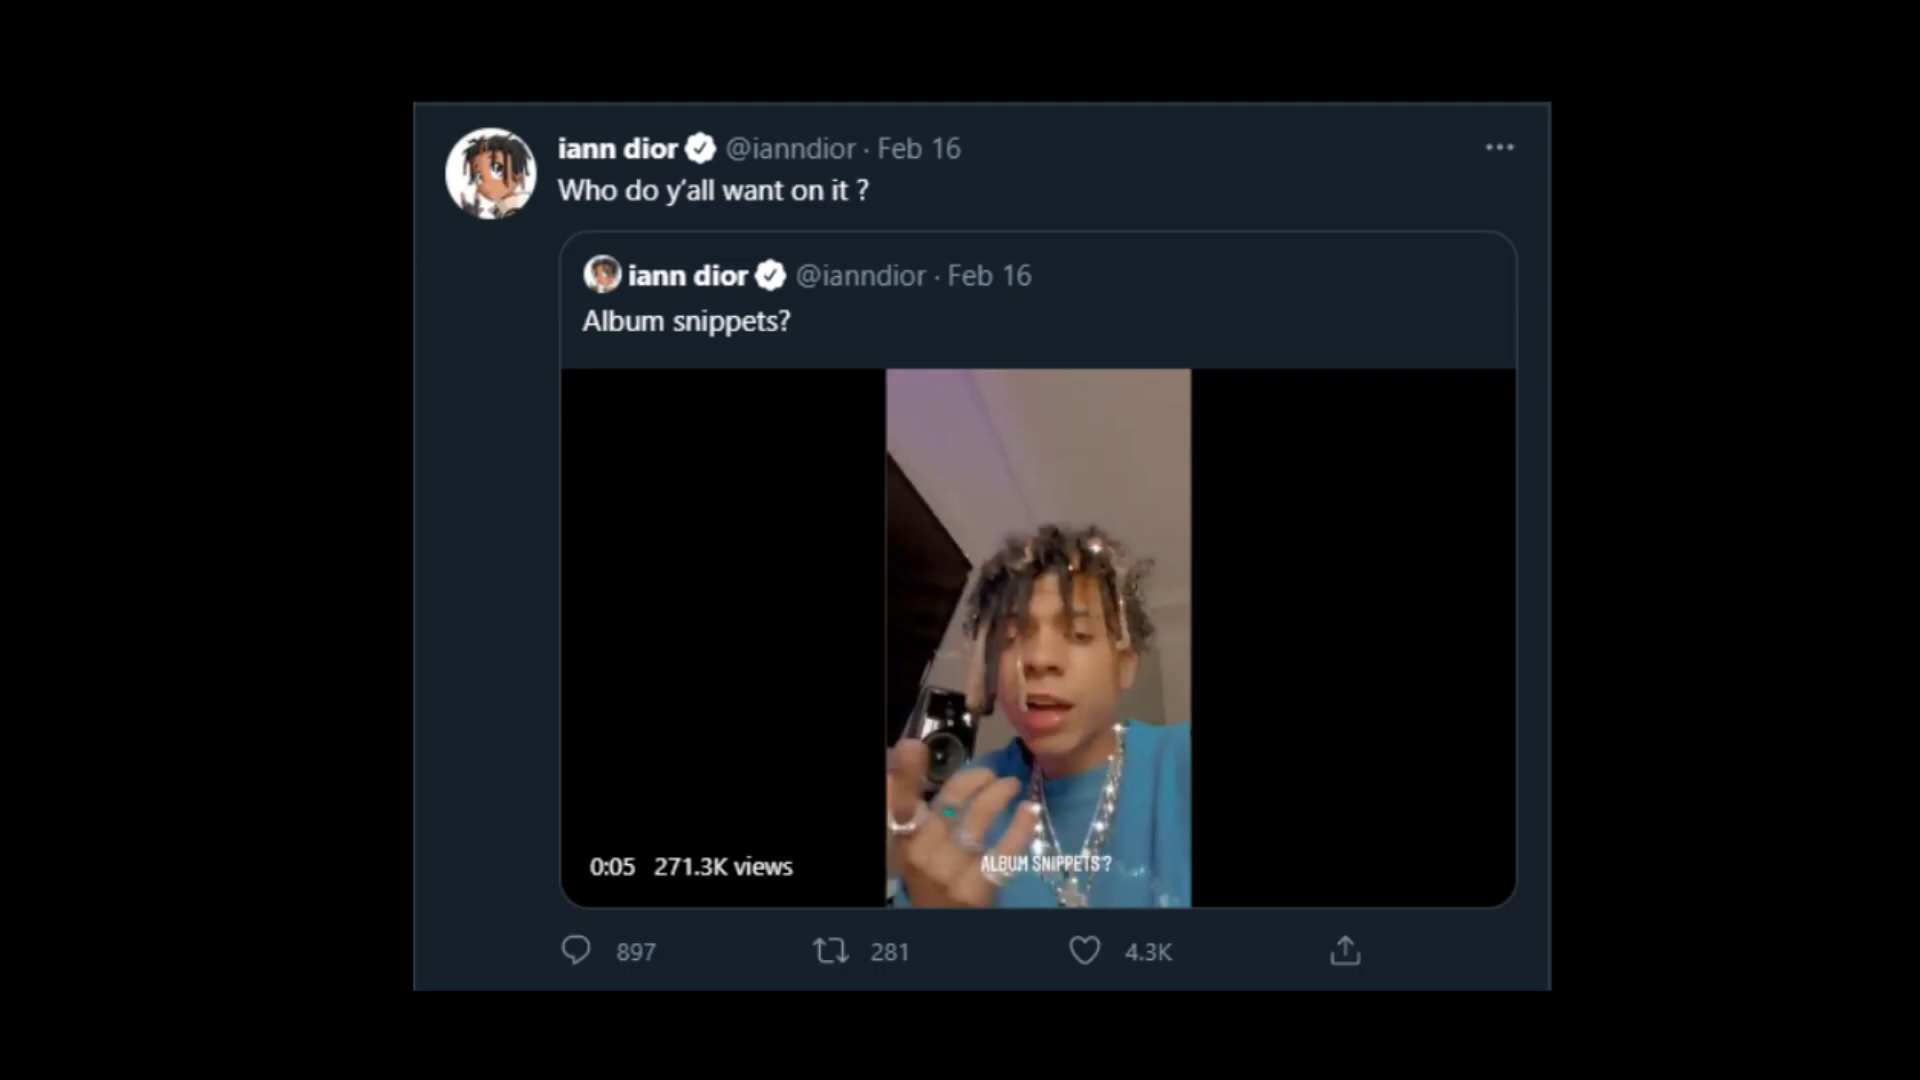 iann dior @ianndior · Feb 16
Who do y'all want on it ?
iann dior @ianndior · Feb 16
Album snippets?
ALBUM SNIPPETS?
0:05 271.3K views
897 281 4.3K